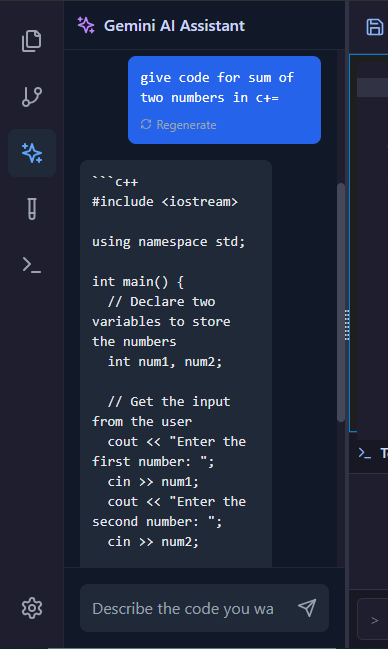 Gemini AI Assistant
give code for sum of
two numbers in c+=
Regenerate
```c++
#include <iostream>
using namespace std;
int main() {
// Declare two
variables to store
the numbers
int num1, num2;
// Get the input
from the user
cout << "Enter the
first number: ";
cin >> num1;
cout << "Enter the
second number: ";
cin >> num2;
Describe the code you wa